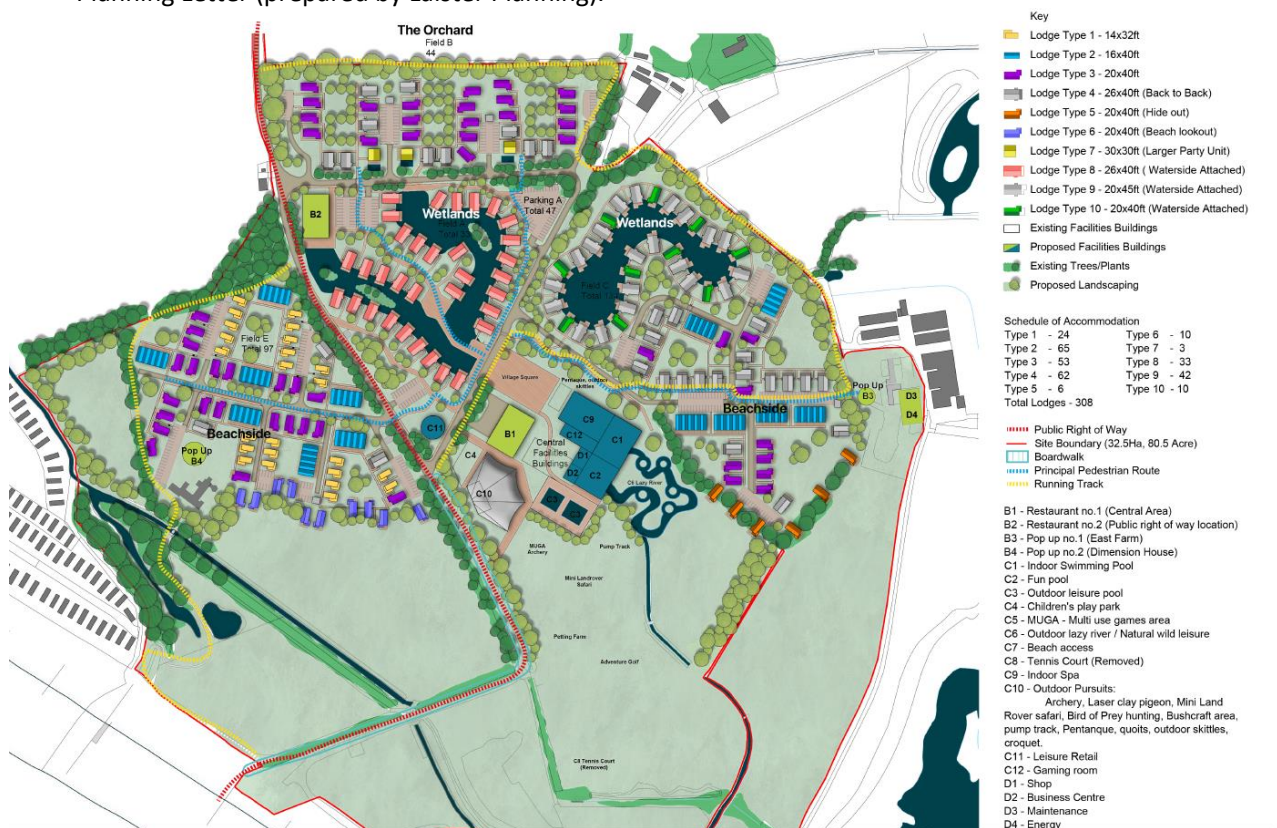 Planning Letter (prepared by Laister Planning).
The Orchard
Field B
44
B2
Wetlands
Parking A
Total 47
Wetlands
Field C
Field E
Total 97
Village Square
Pentanque, outdoor
skittles
Beachside
Pop Up
B4
C11
B1
C4
C10
Central
Facilities
Buildings
C9
C12
C1
D1
D2
C2
C3
C6 Lazy River
Beachside
Pop Up
B3
D3
D4
MUGA
Archery
Pump Track
Mini Landrover
Safari
Petting Farm
Adventure Golf
C8 Tennis Court
(Removed)
Key
Lodge Type 1 - 14x32ft
Lodge Type 2 - 16x40ft
Lodge Type 3 - 20x40ft
Lodge Type 4 - 26x40ft (Back to Back)
Lodge Type 5 - 20x40ft (Hide out)
Lodge Type 6 - 20x40ft (Beach lookout)
Lodge Type 7 - 30x30ft (Larger Party Unit)
Lodge Type 8 - 26x40ft ( Waterside Attached)
Lodge Type 9 - 20x45ft (Waterside Attached)
Lodge Type 10 - 20x40ft (Waterside Attached)
Existing Facilities Buildings
Proposed Facilities Buildings
Existing Trees/Plants
Proposed Landscaping
Schedule of Accommodation
Type 1 - 24 Type 6 - 10
Type 2 - 65 Type 7 - 3
Type 3 - 53 Type 8 - 33
Type 4 - 62 Type 9 - 42
Type 5 - 6 Type 10 - 10
Total Lodges - 308
Public Right of Way
Site Boundary (32.5Ha, 80.5 Acre)
Boardwalk
Principal Pedestrian Route
Running Track
B1 - Restaurant no.1 (Central Area)
B2 - Restaurant no.2 (Public right of way location)
B3 - Pop up no.1 (East Farm)
B4 - Pop up no.2 (Dimension House)
C1 - Indoor Swimming Pool
C2 - Fun pool
C3 - Outdoor leisure pool
C4 - Children's play park
C5 - MUGA - Multi use games area
C6 - Outdoor lazy river / Natural wild leisure
C7 - Beach access
C8 - Tennis Court (Removed)
C9 - Indoor Spa
C10 - Outdoor Pursuits:
Archery, Laser clay pigeon, Mini Land
Rover safari, Bird of Prey hunting, Bushcraft area,
pump track, Pentanque, quoits, outdoor skittles,
croquet.
C11 - Leisure Retail
C12 - Gaming room
D1 - Shop
D2 - Business Centre
D3 - Maintenance
D4 - Energy